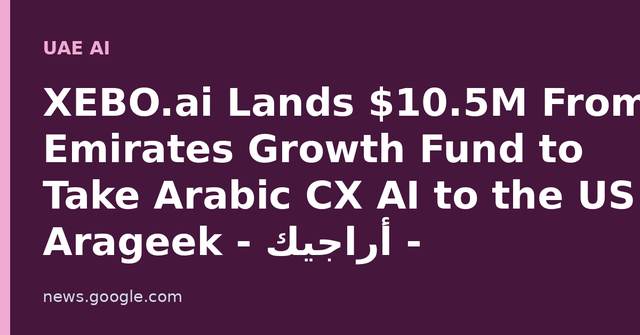 UAE AI
XEBO.ai Lands $10.5M From
Emirates Growth Fund to
Take Arabic CX AI to the US
Arageek - أراجيك -
news.google.com